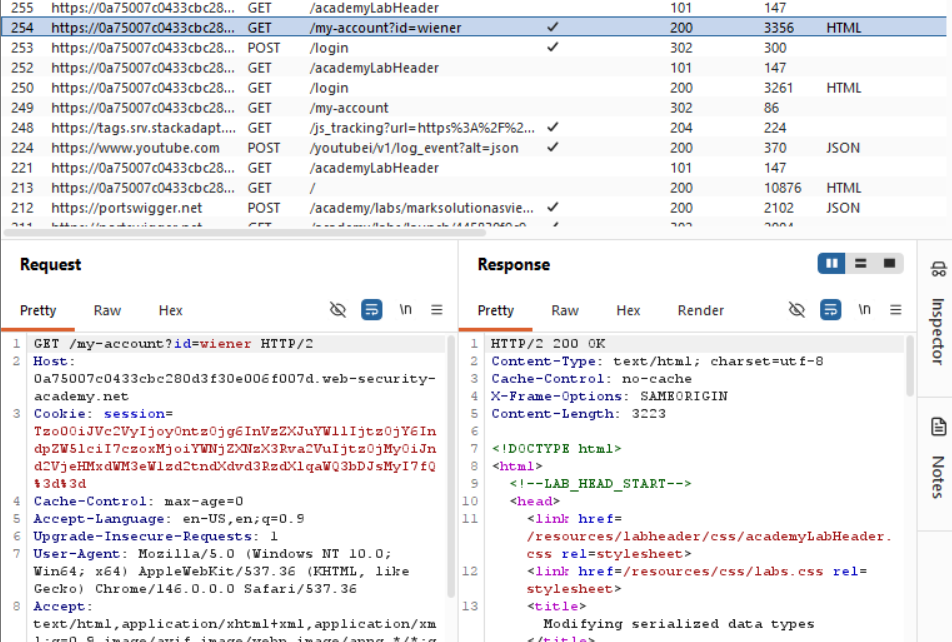 255 https://0a75007c0433cbc28... GET /academyLabHeader 101 147
254 https://0a75007c0433cbc28... GET /my-account?id=wiener ✓ 200 3356 HTML
253 https://0a75007c0433cbc28... POST /login ✓ 302 300
252 https://0a75007c0433cbc28... GET /academyLabHeader 101 147
250 https://0a75007c0433cbc28... GET /login 200 3261 HTML
249 https://0a75007c0433cbc28... GET /my-account 302 86
248 https://tags.srv.stackadapt.... GET /js_tracking?url=https%3A%2F%2... ✓ 204 224
224 https://www.youtube.com POST /youtubei/v1/log_event?alt=json ✓ 200 370 JSON
221 https://0a75007c0433cbc28... GET /academyLabHeader 101 147
213 https://0a75007c0433cbc28... GET / 200 10876 HTML
212 https://portswigger.net POST /academy/labs/marksolutionasvie... ✓ 200 2102 JSON
Request
Pretty Raw Hex \n
1 GET /my-account?id=wiener HTTP/2
2 Host:
0a75007c0433cbc280d3f30e006f007d.web-security-
academy.net
3 Cookie: session=
Tzo0OiJVc2VyIjoyOntzOjg6InVzZXJuYW1lIjtzOjY6In
dpZW5lciI7czoxMjoiYWNjZXNzX3Rva2VuIjtzOjMyOiJn
%3d%3d
4 Cache-Control: max-age=0
5 Accept-Language: en-US,en;q=0.9
6 Upgrade-Insecure-Requests: 1
7 User-Agent: Mozilla/5.0 (Windows NT 10.0;
Win64; x64) AppleWebKit/537.36 (KHTML, like
Gecko) Chrome/146.0.0.0 Safari/537.36
8 Accept:
text/html,application/xhtml+xml,application/xm
Response
Pretty Raw Hex Render \n
1 HTTP/2 200 OK
2 Content-Type: text/html; charset=utf-8
3 Cache-Control: no-cache
4 X-Frame-Options: SAMEORIGIN
5 Content-Length: 3223
6
7 <!DOCTYPE html>
8 <html>
9 <!--LAB_HEAD_START-->
10 <head>
11 <link href=
/resources/labheader/css/academyLabHeader.
css rel=stylesheet>
12 <link href=/resources/css/labs.css rel=
stylesheet>
13 <title>
Modifying serialized data types
</title>
Inspector
Notes